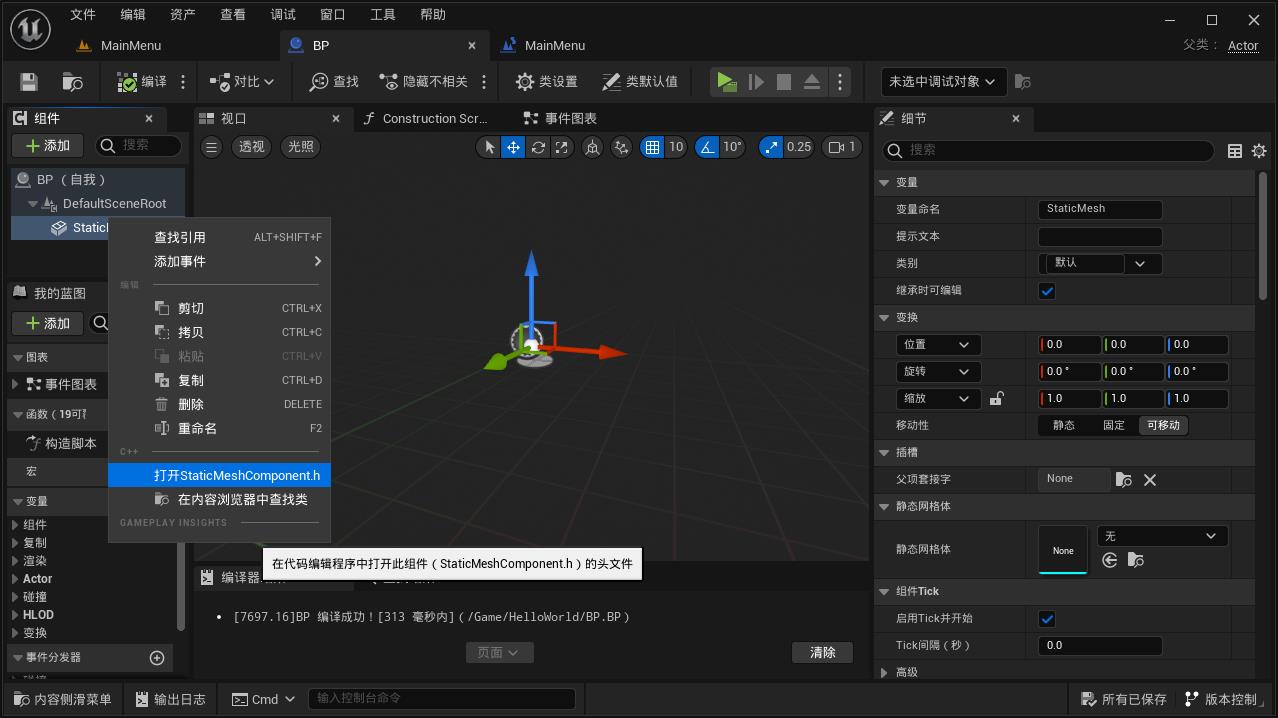 文件 编辑 资产 查看 调试 窗口 工具 帮助
MainMenu BP MainMenu
父类： Actor
编译 对比 查找 隐藏不相关 类设置 类默认值 未选中调试对象
组件
添加 搜索
BP （自我）
DefaultSceneRoot
查找引用 ALT+SHIFT+F
添加事件
编辑
剪切 CTRL+X
拷贝 CTRL+C
粘贴 CTRL+V
复制 CTRL+D
删除 DELETE
重命名 F2
C++
打开StaticMeshComponent.h
在内容浏览器中查找类
GAMEPLAY INSIGHTS
在代码编辑程序中打开此组件（StaticMeshComponent.h）的头文件
我的蓝图
添加
图表
事件图表
构造脚本
宏
变量
组件
复制
渲染
Actor
碰撞
HLOD
变换
事件分发器
视口 Construction Scr... 事件图表
透视 光照 10 10° 0.25 1
[7697.16]BP 编译成功！[313 毫秒内]（/Game/HelloWorld/BP.BP）
页面 清除
细节
搜索
变量
变量命名 StaticMesh
提示文本
类别 默认
继承时可编辑
变换
位置 0.0 0.0 0.0
旋转 0.0 ° 0.0 ° 0.0 °
缩放 1.0 1.0 1.0
移动性 静态 固定 可移动
插槽
父项套接字 None
静态网格体
静态网格体 None 无
组件Tick
启用Tick并开始
Tick间隔（秒） 0.0
高级
内容侧滑菜单 输出日志 Cmd 输入控制台命令 所有已保存 版本控制